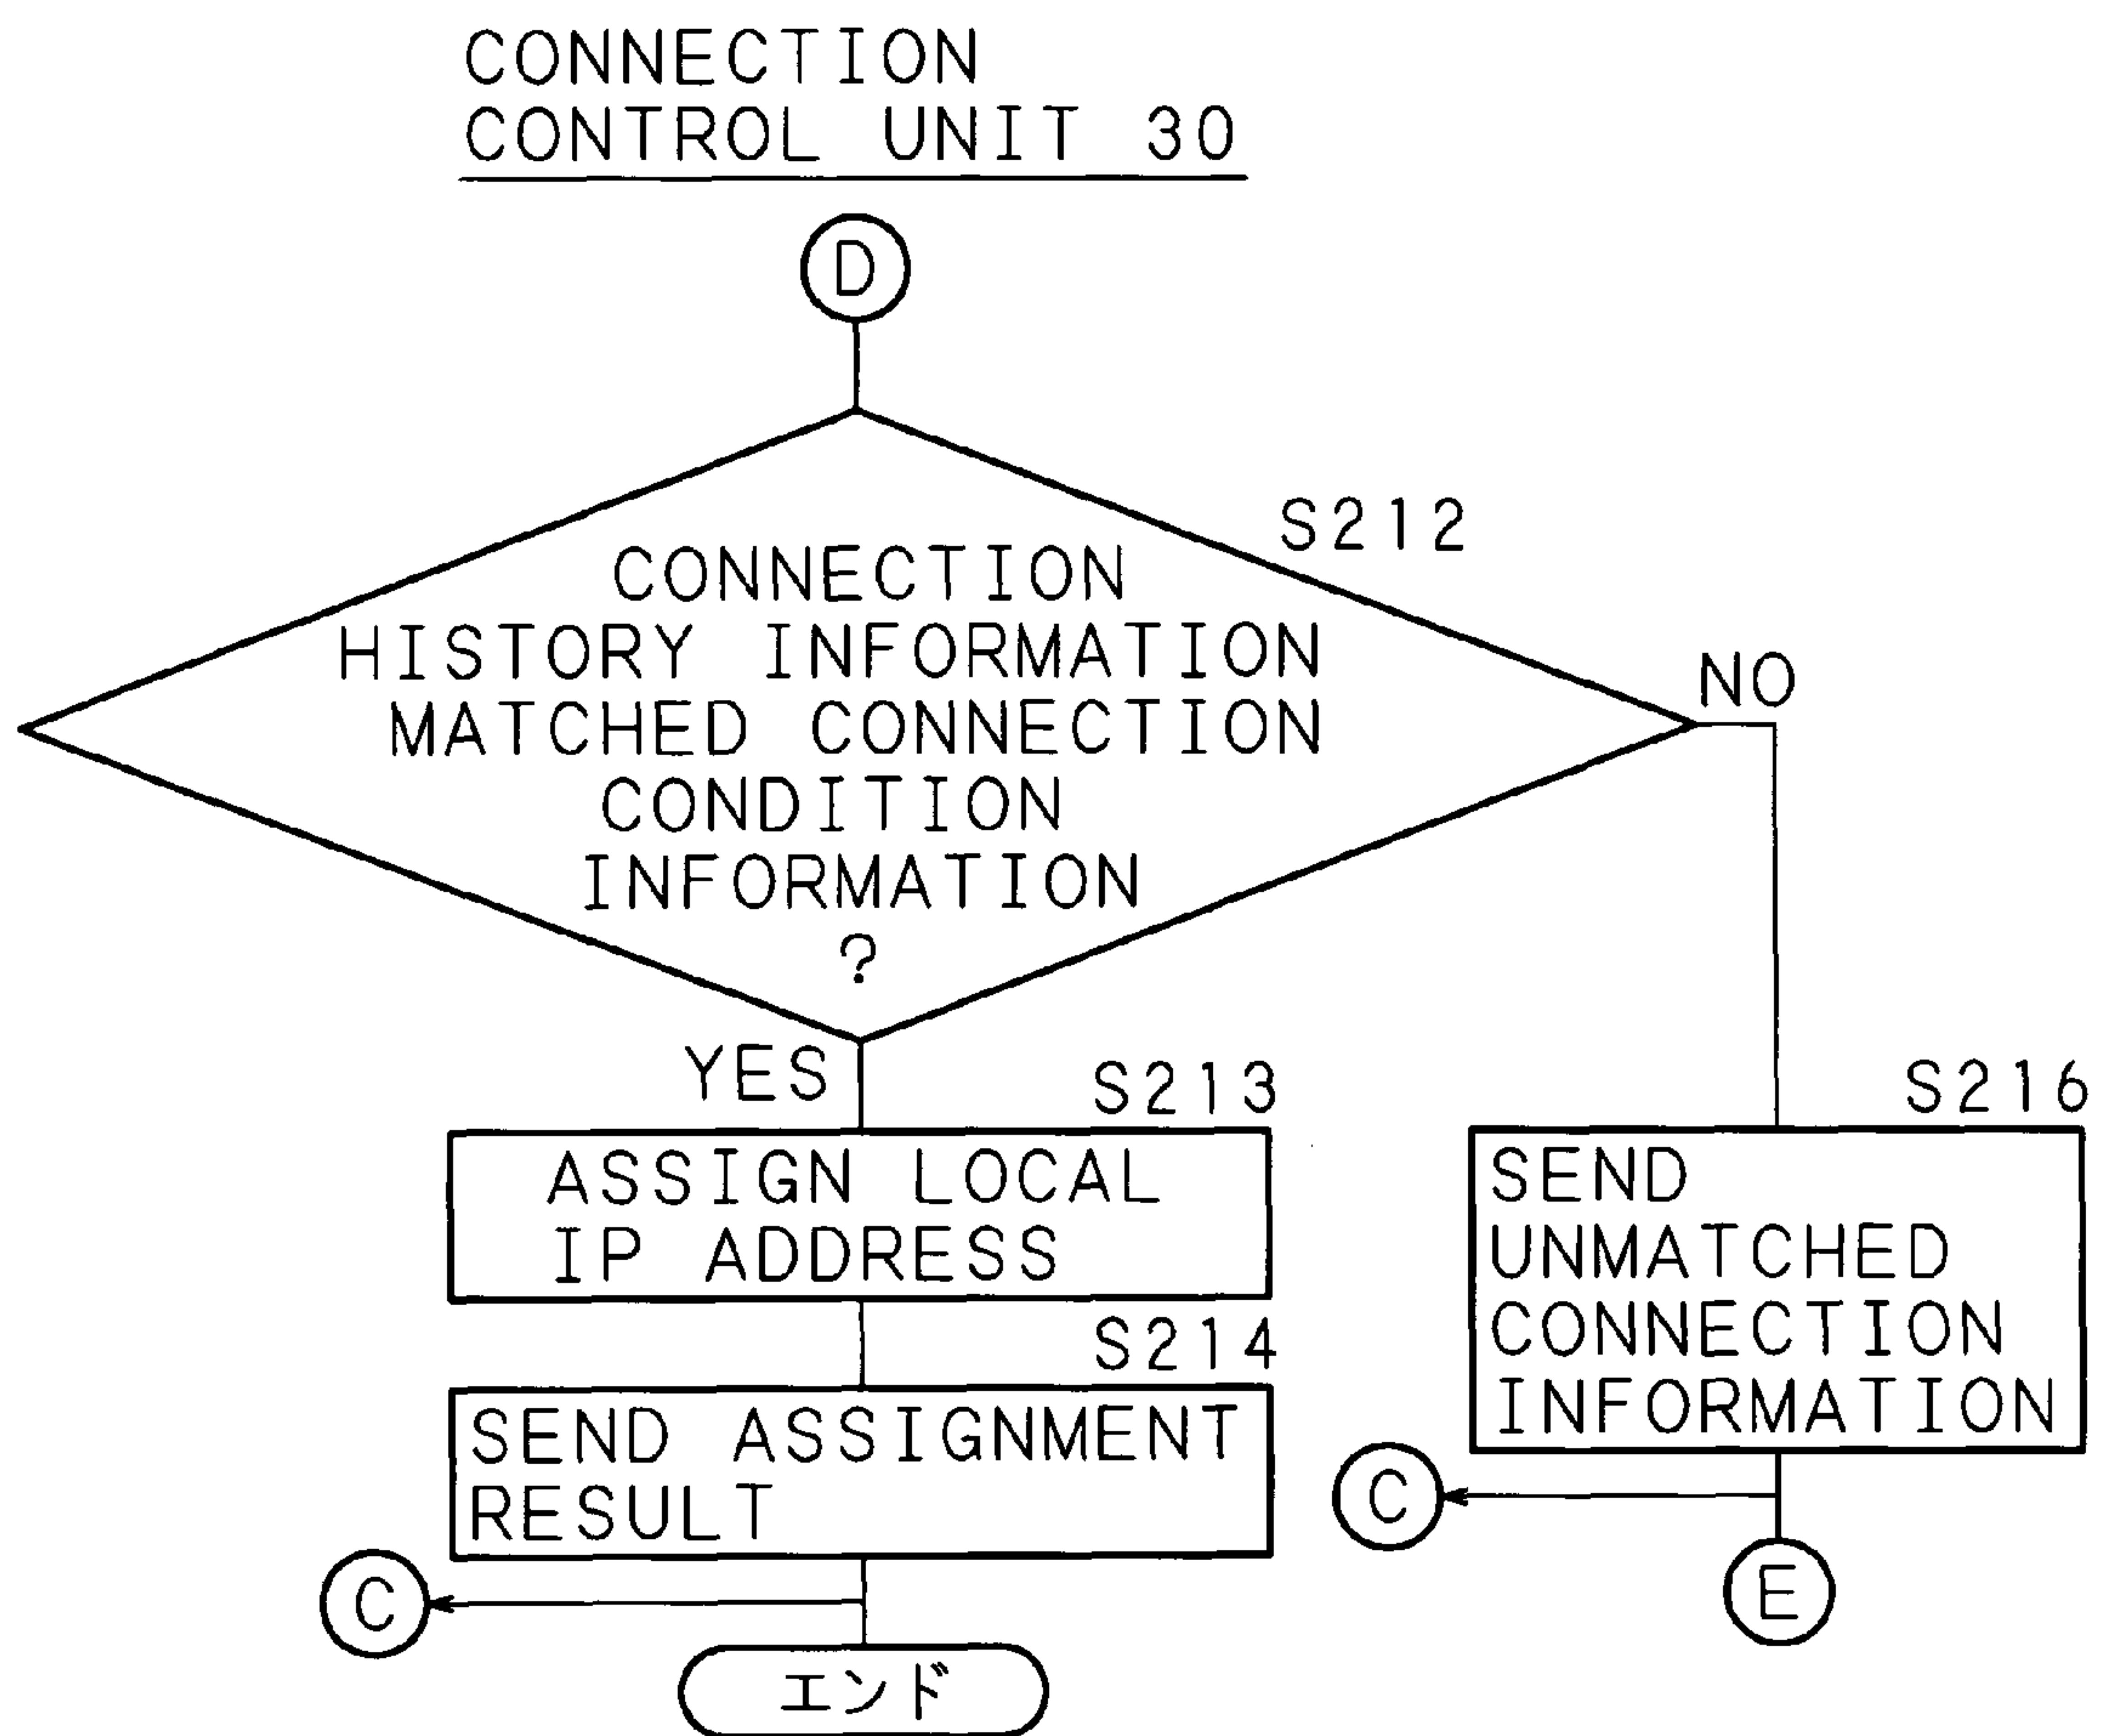 CONNECTION
CONTROL UNIT 30
D
S212
CONNECTION
HISTORY INFORMATION
MATCHED CONNECTION
CONDITION
INFORMATION
?
NO
YES
S213
ASSIGN LOCAL
IP ADDRESS
S214
SEND ASSIGNMENT
RESULT
C
エンド
S216
SEND
UNMATCHED
CONNECTION
INFORMATION
C
E